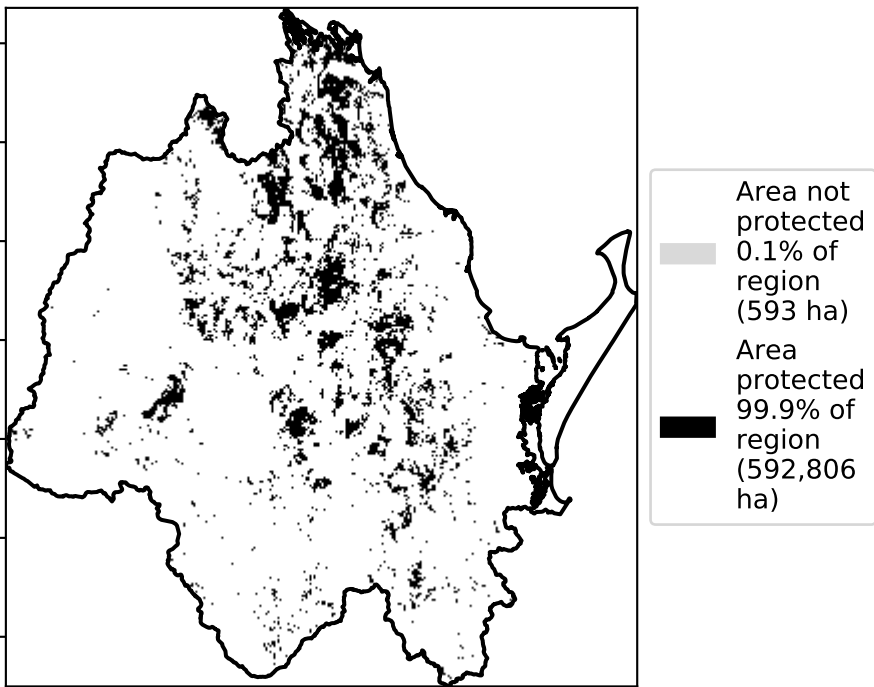 Area not
protected
0.1% of
region
(593 ha)
Area
protected
99.9% of
region
(592,806
ha)